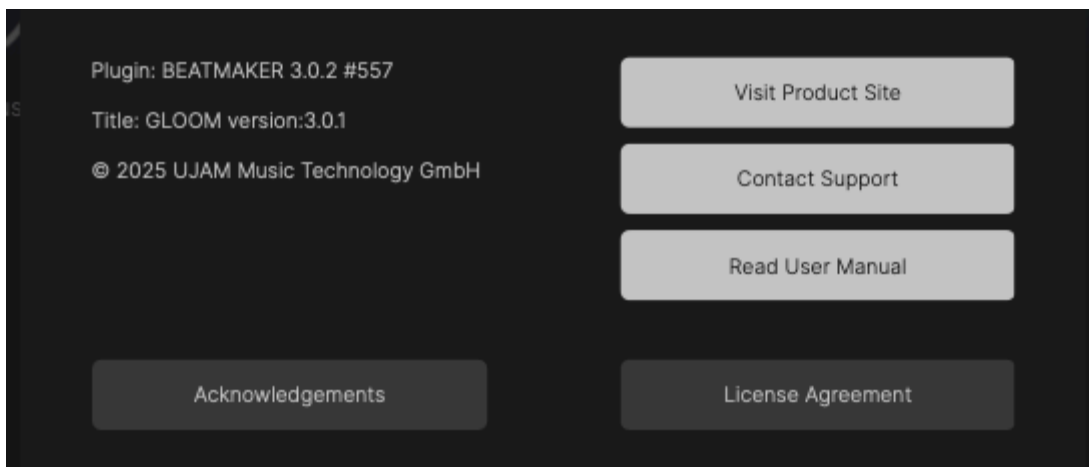 Plugin: BEATMAKER 3.0.2 #557
Title: GLOOM version:3.0.1
© 2025 UJAM Music Technology GmbH
Visit Product Site
Contact Support
Read User Manual
Acknowledgements
License Agreement